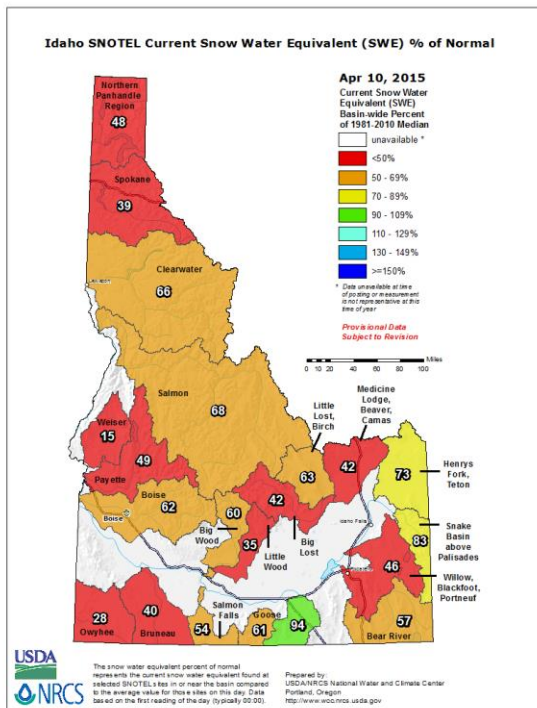 Idaho SNOTEL Current Snow Water Equivalent (SWE) % of Normal
Apr 10, 2015
Current Snow Water
Equivalent (SWE)
Basin-wide Percent
of 1981-2010 Median
unavailable *
<50%
50 - 69%
70 - 89%
90 - 109%
110 - 129%
130 - 149%
>=150%
* Data unavailable at time
of posting or measurement
is not representative at this
time of year
Provisional Data
Subject to Revision
Miles
0 10 20 40 60 80 100
Northern
Panhandle
Region
48
Spokane
39
Clearwater
66
Salmon
68
Weiser
15
49
Payette
Boise
62
Boise
Little
Lost,
Birch
63
Medicine
Lodge,
Beaver,
Camas
42
73
Henrys
Fork,
Teton
60
42
Big
Wood
35
Little
Wood
Big
Lost
Idaho Falls
83
Snake
Basin
above
Palisades
46
Willow,
Blackfoot,
Portneuf
28
Owyhee
40
Bruneau
Salmon
Falls
54
Goose
61
94
57
Bear River
USDA
NRCS
The snow water equivalent percent of normal
represents the current snow water equivalent found at
selected SNOTEL sites in or near the basin compared
to the average value for those sites on this day. Data
based on the first reading of the day (typically 00:00).
Prepared by:
USDA/NRCS National Water and Climate Center
Portland, Oregon
http://www.wcc.nrcs.usda.gov